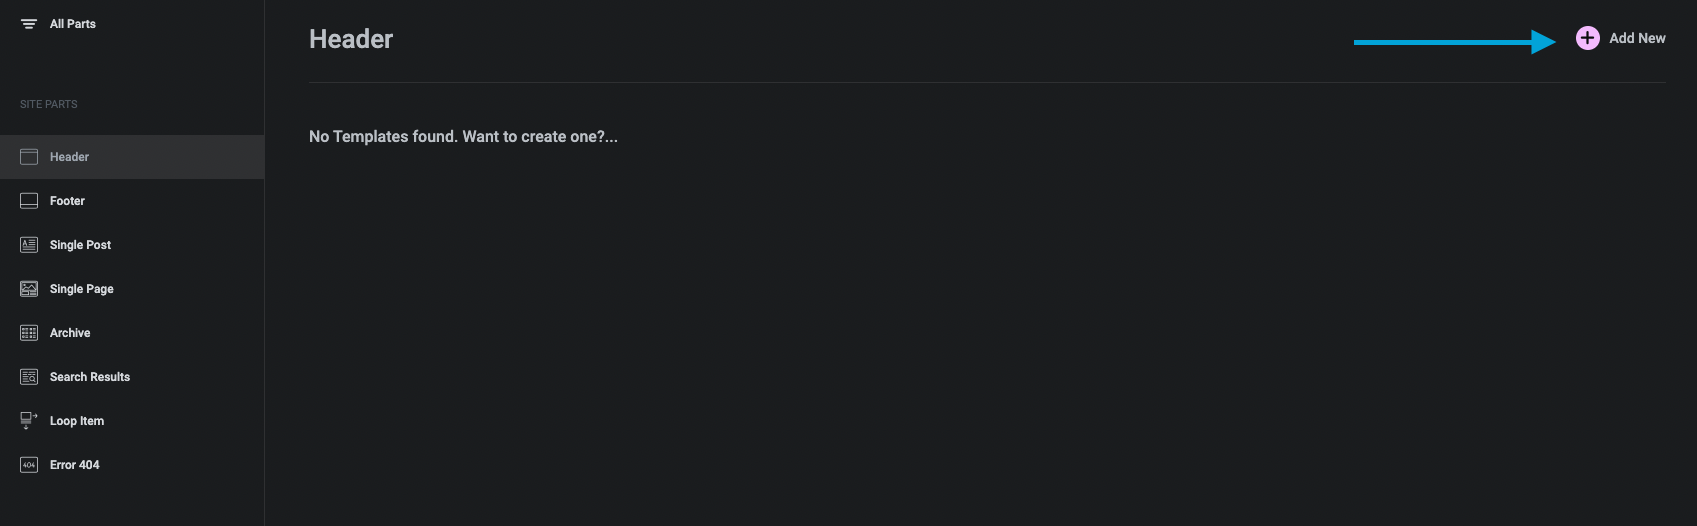 All Parts
SITE PARTS
Header
Footer
Single Post
Single Page
Archive
Search Results
Loop Item
404
Error 404
Header
Add New
No Templates found. Want to create one?...